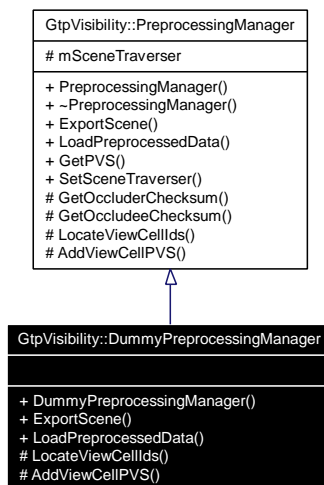 GtpVisibility::PreprocessingManager
# mSceneTraverser
+ PreprocessingManager()
+ ~PreprocessingManager()
+ ExportScene()
+ LoadPreprocessedData()
+ GetPVS()
+ SetSceneTraverser()
# GetOccluderChecksum()
# GetOccludeeChecksum()
# LocateViewCellIds()
# AddViewCellPVS()
GtpVisibility::DummyPreprocessingManager
+ DummyPreprocessingManager()
+ ExportScene()
+ LoadPreprocessedData()
# LocateViewCellIds()
# AddViewCellPVS()